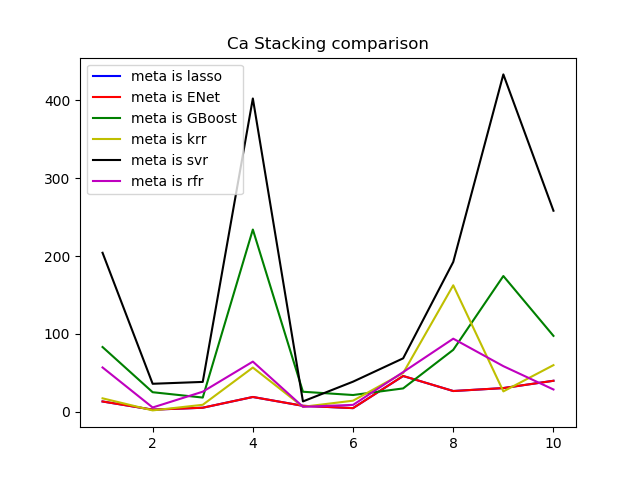 Ca Stacking comparison
meta is lasso
meta is ENet
meta is GBoost
meta is krr
meta is svr
meta is rfr
400
300
200
100
0
2 4 6 8 10